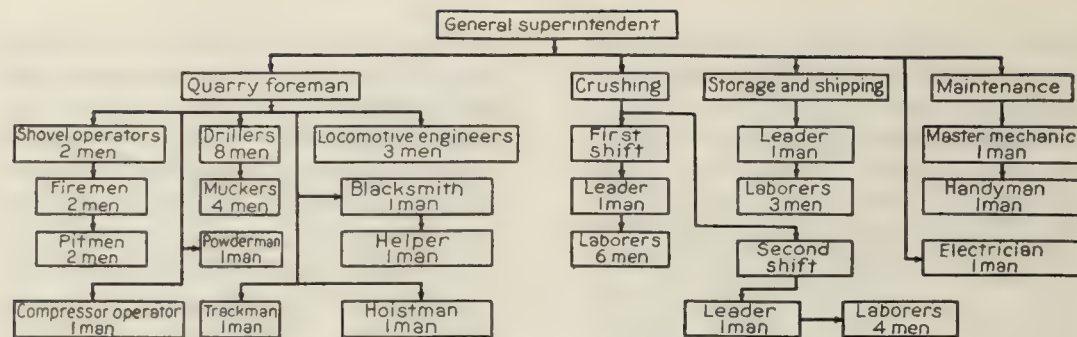 General superintendent
Quarry foreman
Crushing
Storage and shipping
Maintenance
Shovel operators
2 men
Drillers
8 men
Locomotive engineers
3 men
First
shift
Leader
1 man
Master mechanic
1 man
Firemen
2 men
Muckers
4 men
Blacksmith
1 man
Leader
1 man
Laborers
3 men
Handyman
1 man
Pitmen
2 men
Powderman
1 man
Helper
1 man
Laborers
6 men
Second
shift
Electrician
1 man
Compressor operator
1 man
Trackman
1 man
Hoistman
1 man
Leader
1 man
Laborers
4 men